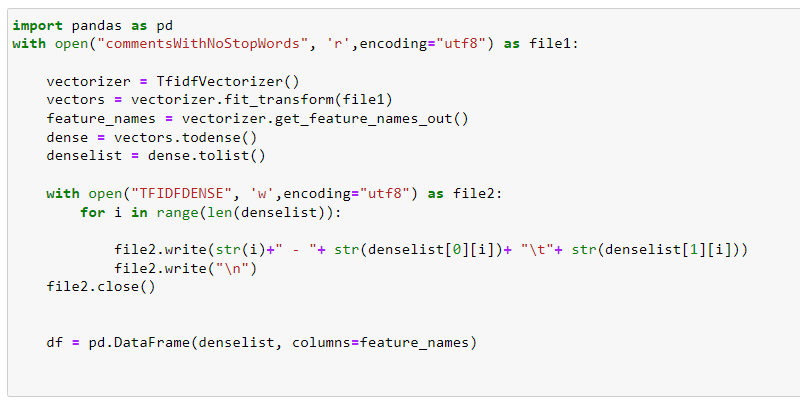 import pandas as pd
with open("commentsWithNoStopWords", 'r',encoding="utf8") as file1:
    vectorizer = TfidfVectorizer()
    vectors = vectorizer.fit_transform(file1)
    feature_names = vectorizer.get_feature_names_out()
    dense = vectors.todense()
    denselist = dense.tolist()
    with open("TFIDFDENSE", 'w',encoding="utf8") as file2:
        for i in range(len(denselist)):
            file2.write(str(i)+" - "+ str(denselist[0][i])+ "\t"+ str(denselist[1][i]))
            file2.write("\n")
    file2.close()
    df = pd.DataFrame(denselist, columns=feature_names)